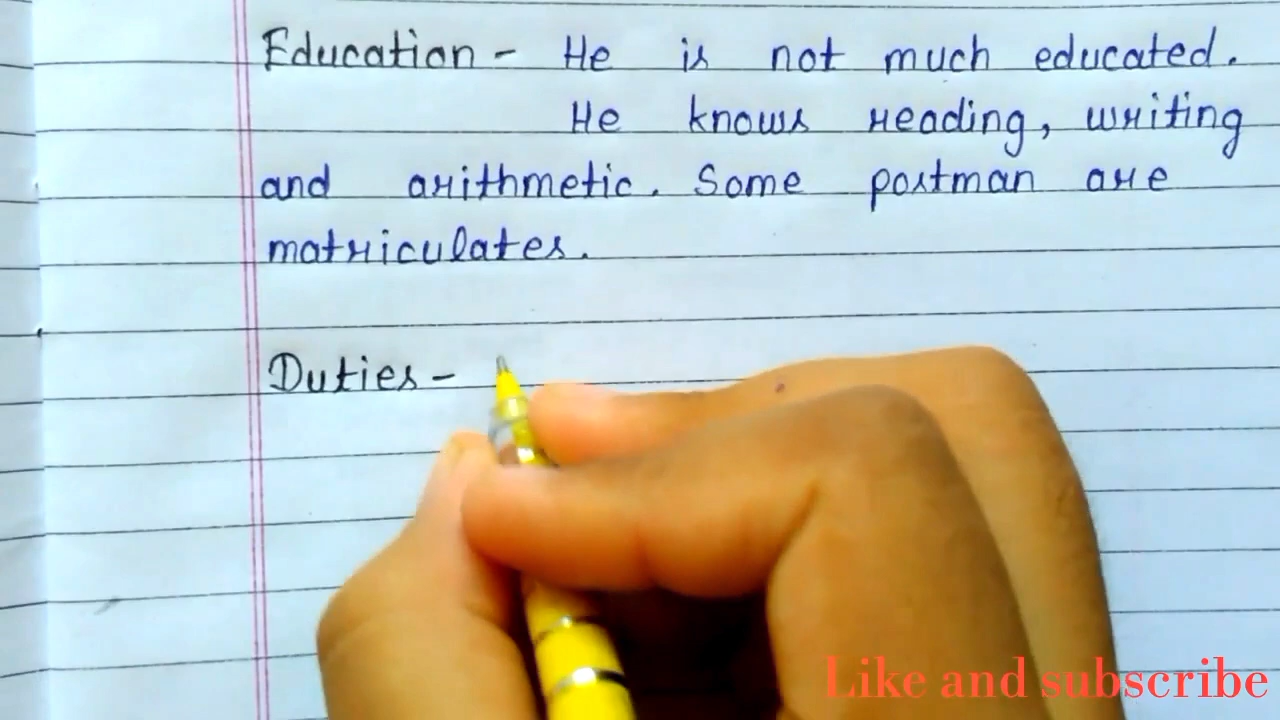 Education - He is not much educated.
He knows reading, writing
and arithmetic. Some postman are
matriculates.
Duties -
Like and subscribe